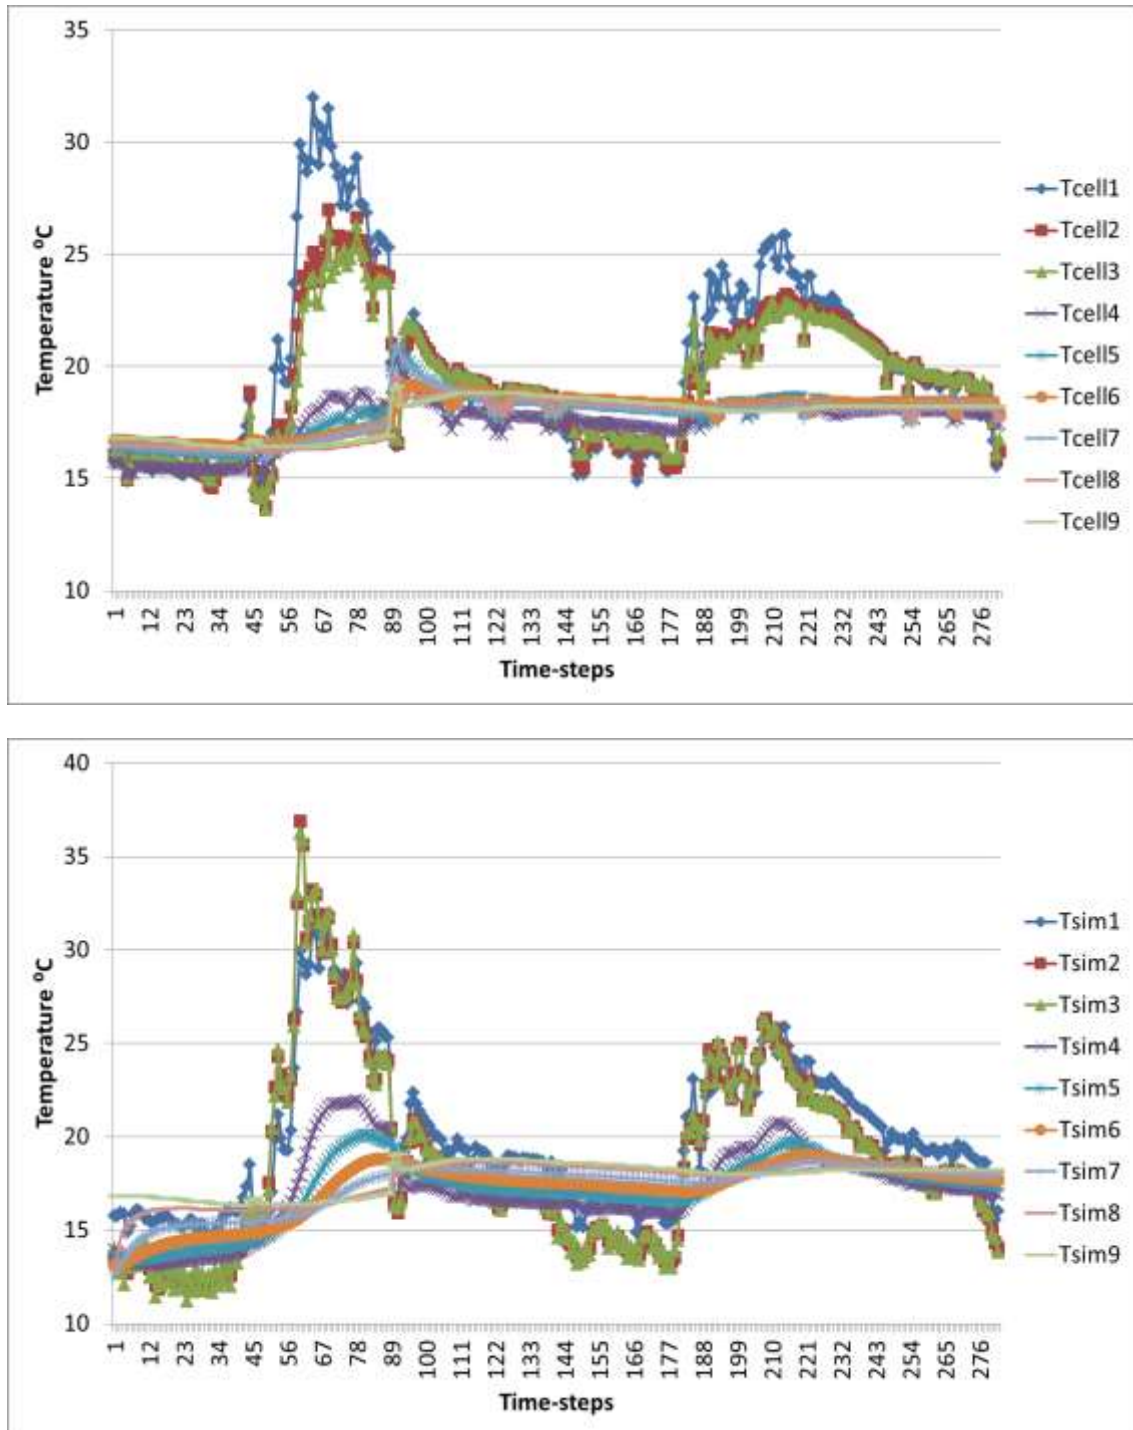 35
30
25
20
15
10
Temperature ⁰C
1 12 23 34 45 56 67 78 89 100 111 122 133 144 155 166 177 188 199 210 221 232 243 254 265 276
Time-steps
Tcell1
Tcell2
Tcell3
Tcell4
Tcell5
Tcell6
Tcell7
Tcell8
Tcell9
40
35
30
25
20
15
10
Temperature ⁰C
1 12 23 34 45 56 67 78 89 100 111 122 133 144 155 166 177 188 199 210 221 232 243 254 265 276
Time-steps
Tsim1
Tsim2
Tsim3
Tsim4
Tsim5
Tsim6
Tsim7
Tsim8
Tsim9